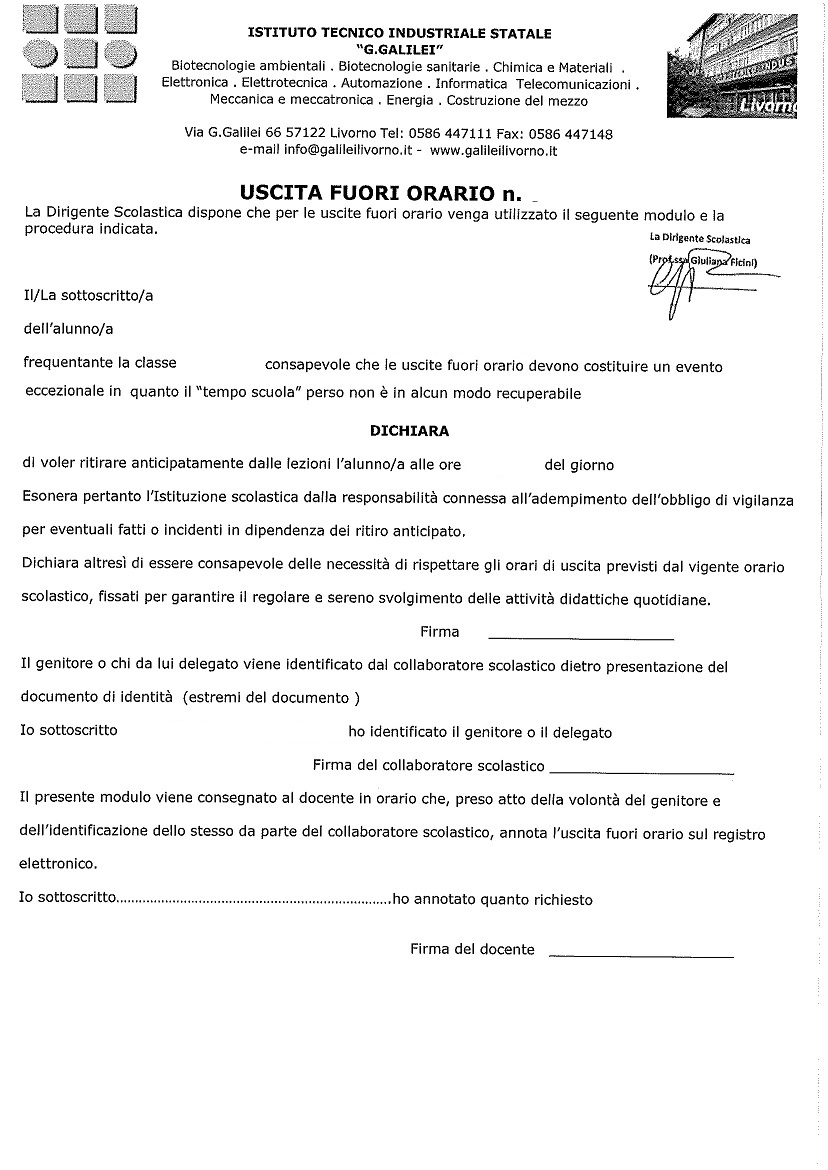 ISTITUTO TECNICO INDUSTRIALE STATALE
"G.GALILEI"
Biotecnologie ambientali . Biotecnologie sanitarie . Chimica e Materiali .
Elettronica . Elettrotecnica . Automazione . Informatica Telecomunicazioni .
Meccanica e meccatronica . Energia . Costruzione del mezzo
Livorno
Via G.Galilei 66 57122 Livorno Tel: 0586 447111 Fax: 0586 447148
e-mail info@galileilivorno.it - www.galileilivorno.it
USCITA FUORI ORARIO n. _
La Dirigente Scolastica dispone che per le uscite fuori orario venga utilizzato il seguente modulo e la
procedura indicata.
La Dirigente Scolastica
(Prof.ssa Giuliana Ficini)
Il/La sottoscritto/a
dell'alunno/a
frequentante la classe consapevole che le uscite fuori orario devono costituire un evento
eccezionale in quanto il "tempo scuola" perso non è in alcun modo recuperabile
DICHIARA
di voler ritirare anticipatamente dalle lezioni l'alunno/a alle ore del giorno
Esonera pertanto l'Istituzione scolastica dalla responsabilità connessa all'adempimento dell'obbligo di vigilanza
per eventuali fatti o incidenti in dipendenza del ritiro anticipato.
Dichiara altresì di essere consapevole delle necessità di rispettare gli orari di uscita previsti dal vigente orario
scolastico, fissati per garantire il regolare e sereno svolgimento delle attività didattiche quotidiane.
Firma ____________________
Il genitore o chi da lui delegato viene identificato dal collaboratore scolastico dietro presentazione del
documento di identità (estremi del documento )
Io sottoscritto ho identificato il genitore o il delegato
Firma del collaboratore scolastico ____________________
Il presente modulo viene consegnato al docente in orario che, preso atto della volontà del genitore e
dell'identificazione dello stesso da parte del collaboratore scolastico, annota l'uscita fuori orario sul registro
elettronico.
Io sottoscritto.........................................................................ho annotato quanto richiesto
Firma del docente ____________________